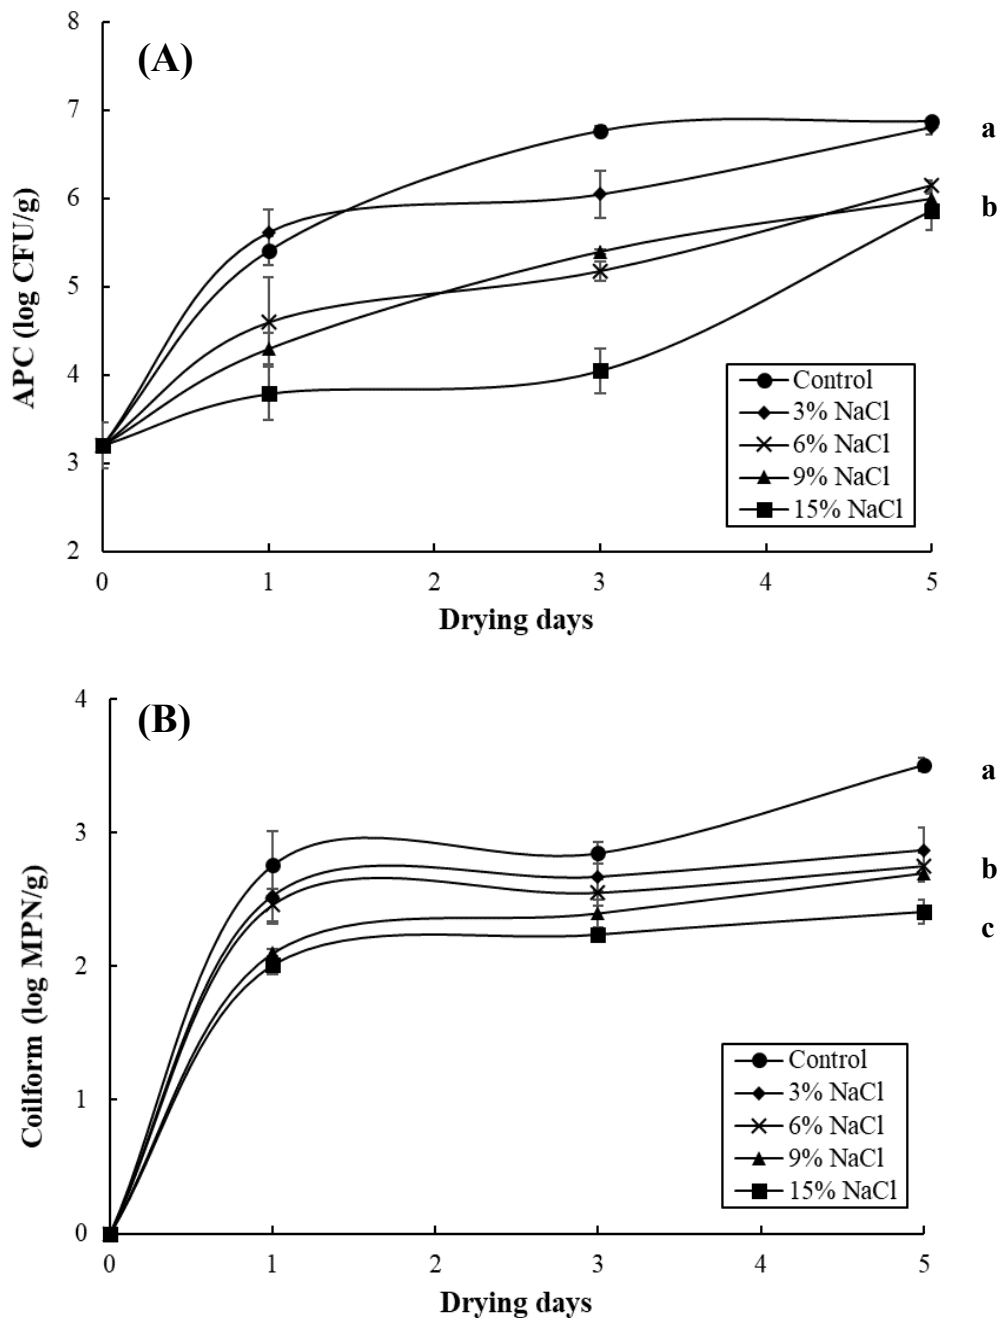 (A)
8
7
6
5
4
3
2
APC (log CFU/g)
a
b
Control
3% NaCl
6% NaCl
9% NaCl
15% NaCl
0 1 2 3 4 5
Drying days
(B)
4
3
2
1
0
Coilform (log MPN/g)
a
b
c
Control
3% NaCl
6% NaCl
9% NaCl
15% NaCl
0 1 2 3 4 5
Drying days